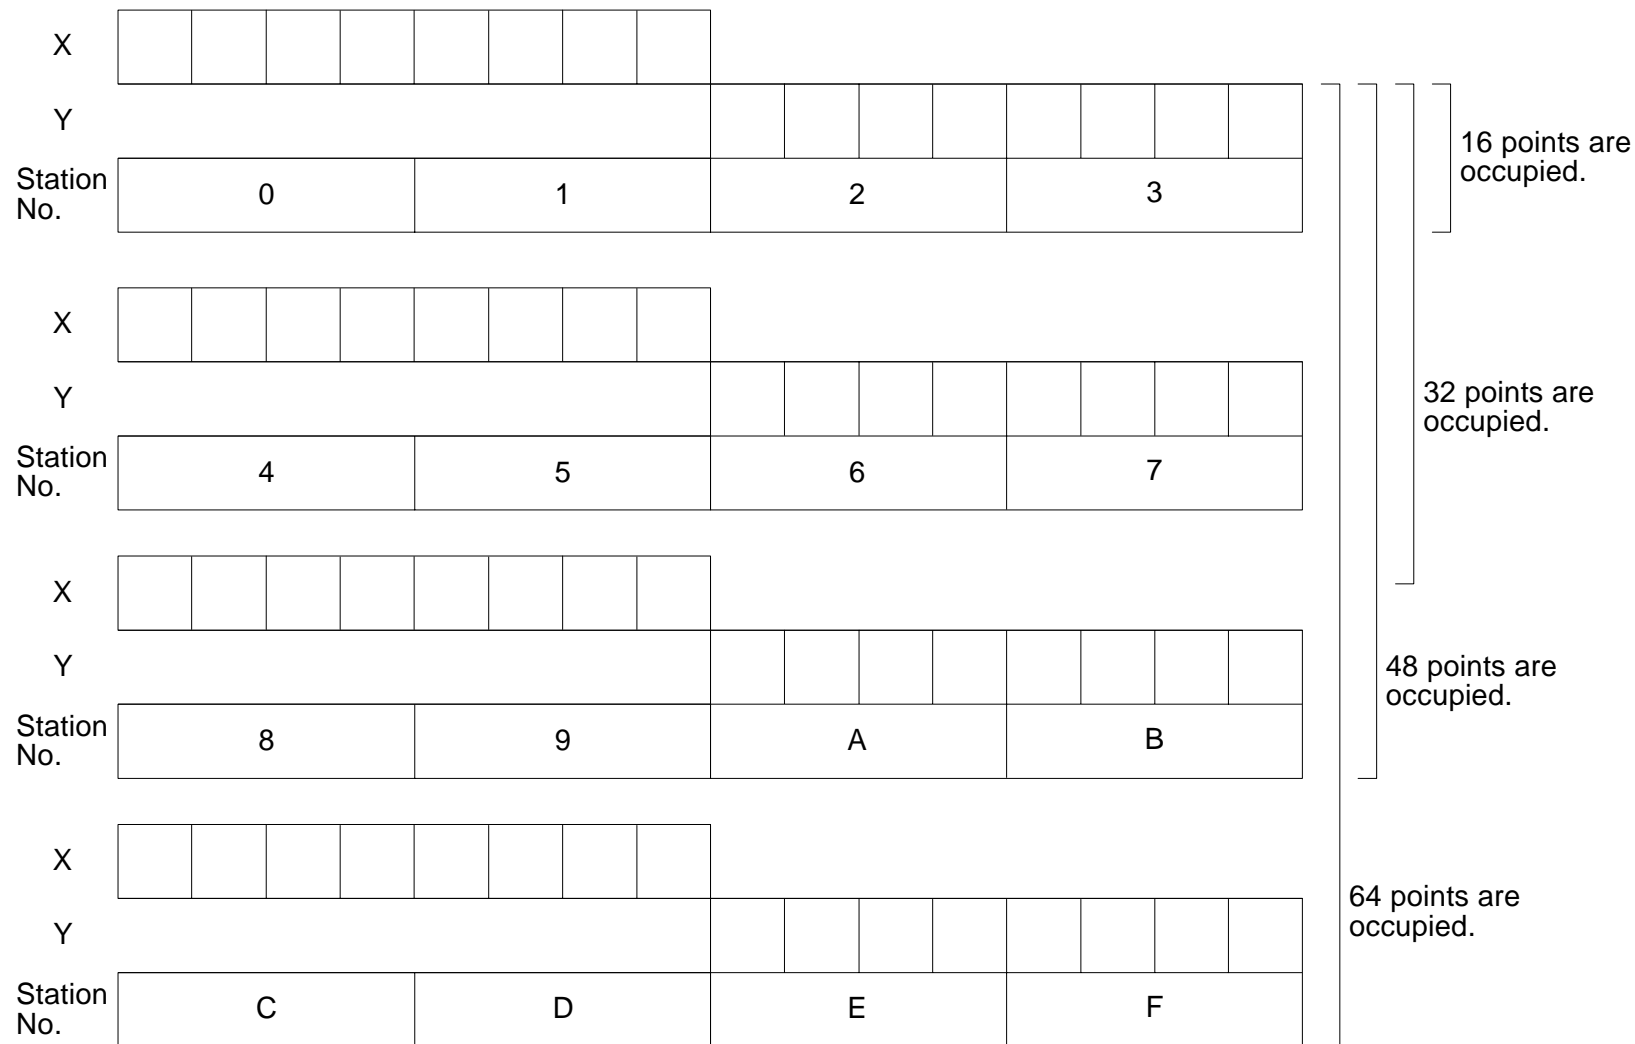 X
Y
Station
No.
0 1 2 3
16 points are
occupied.
X
Y
Station
No.
4 5 6 7
32 points are
occupied.
X
Y
Station
No.
8 9 A B
48 points are
occupied.
X
Y
Station
No.
C D E F
64 points are
occupied.